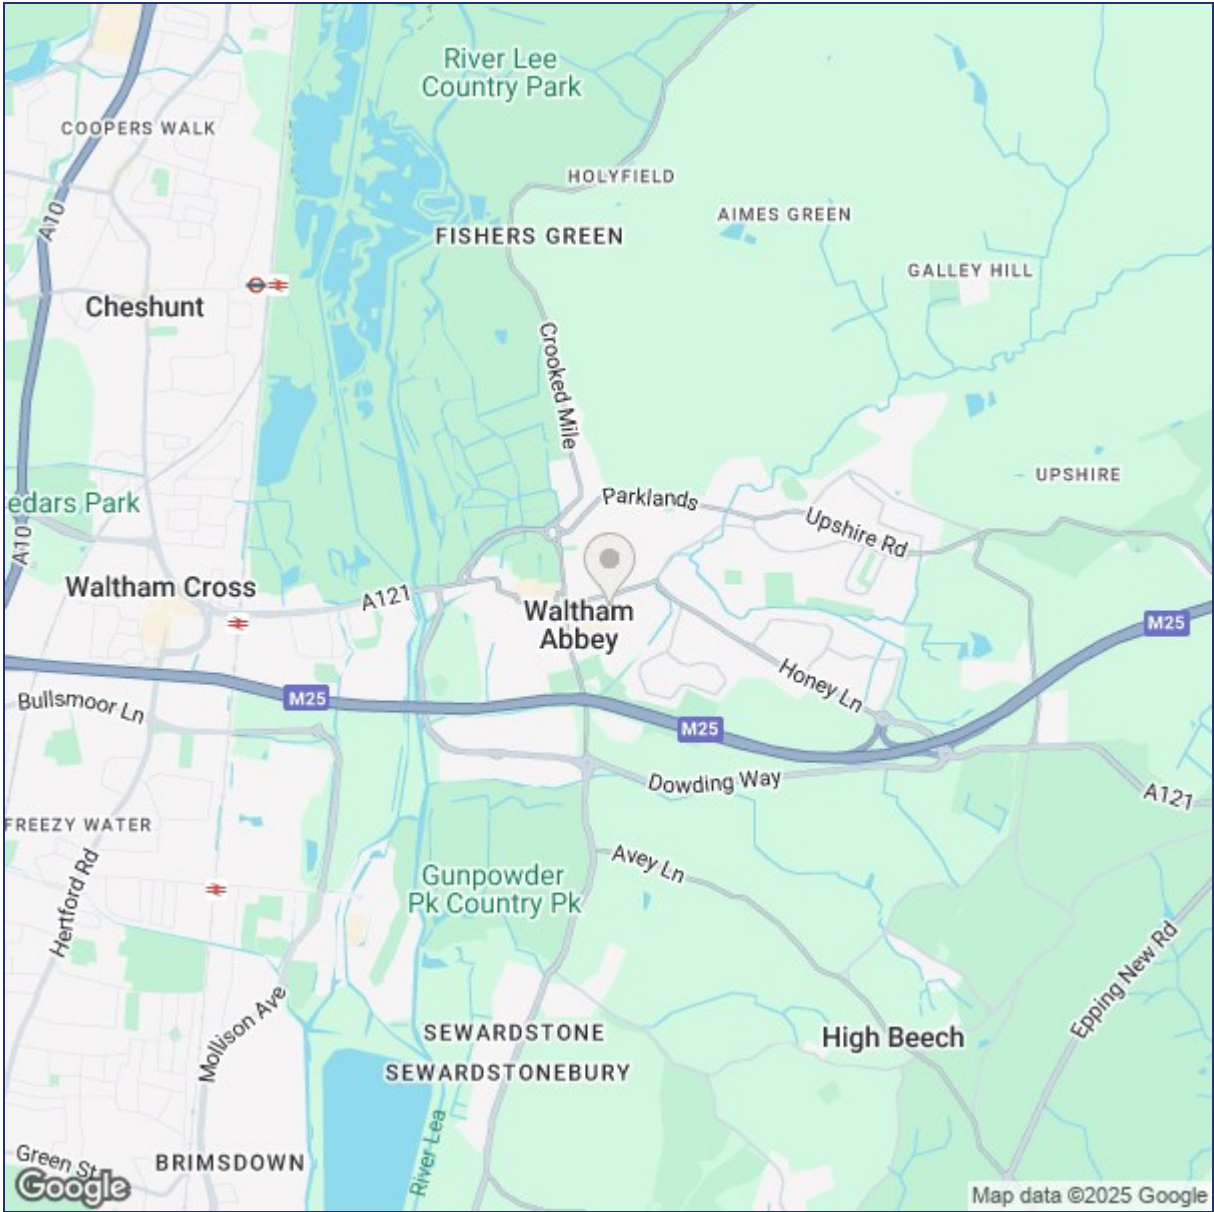 River Lee
Country Park
COOPERS WALK
HOLYFIELD
AIMES GREEN
A10
FISHERS GREEN
GALLEY HILL
Cheshunt
Crooked Mile
UPSHIRE
edars Park
Parklands
Upshire Rd
A10
Waltham Cross
A121
Waltham
Abbey
M25
Honey Ln
M25
Bullsmoor Ln
M25
Dowding Way
A121
FREEZY WATER
Avey Ln
Hertford Rd
Gunpowder
Pk Country Pk
Epping New Rd
Mollison Ave
SEWARDSTONE
High Beech
SEWARDSTONEBURY
River Lea
Green St
BRIMSDOWN
Google
Map data ©2025 Google